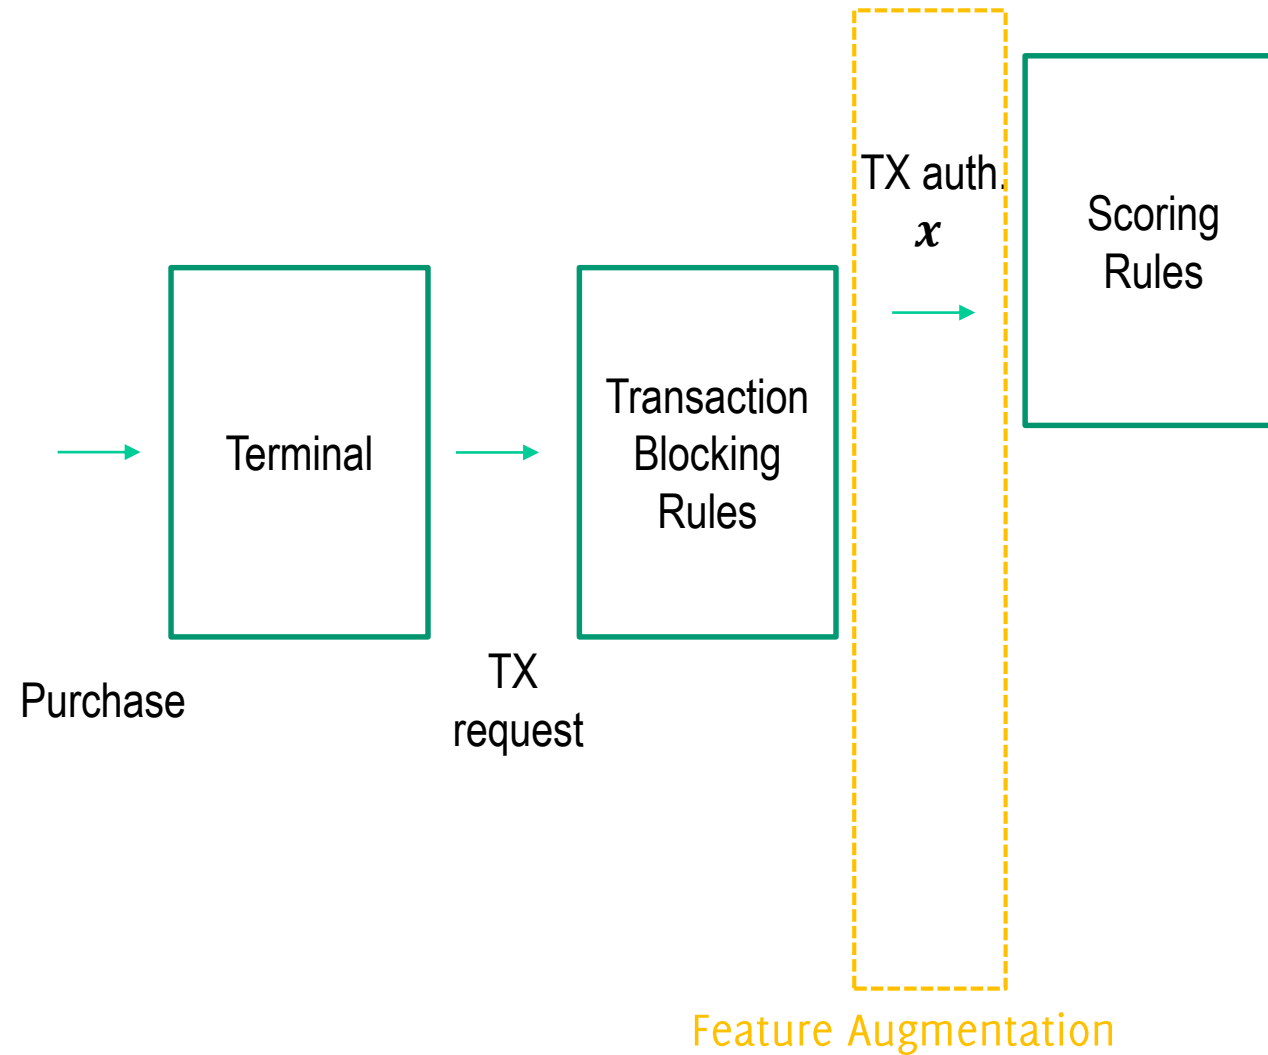 Purchase
Terminal
TX
request
Transaction
Blocking
Rules
TX auth.
x
Scoring
Rules
Feature Augmentation